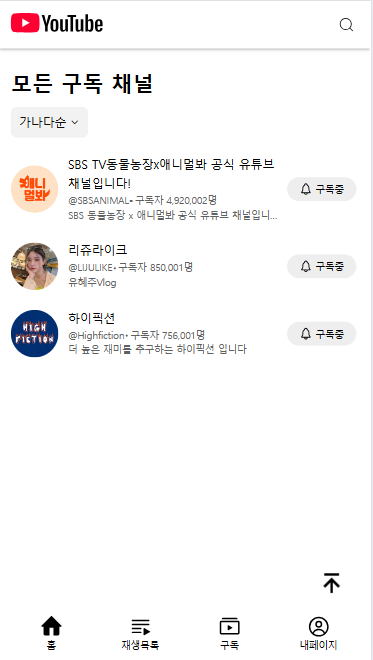 YouTube
모든 구독 채널
가나다순
SBS TV동물농장x애니멀봐 공식 유튜브
채널입니다!
@SBSANIMAL• 구독자 4,920,002명
SBS 동물농장 x 애니멀봐 공식 유튜브 채널입니...
애니
멀봐
구독중
리쥬라이크
@LIJULIKE• 구독자 850,001명
유혜주Vlog
구독중
HIGH
FICTION
하이픽션
@Highfiction• 구독자 756,001명
더 높은 재미를 추구하는 하이픽션 입니다
구독중
홈
재생목록
구독
내페이지